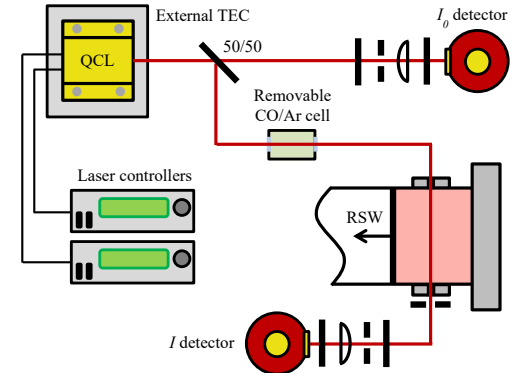 External TEC
I0 detector
50/50
QCL
Removable
CO/Ar cell
Laser controllers
RSW
I detector